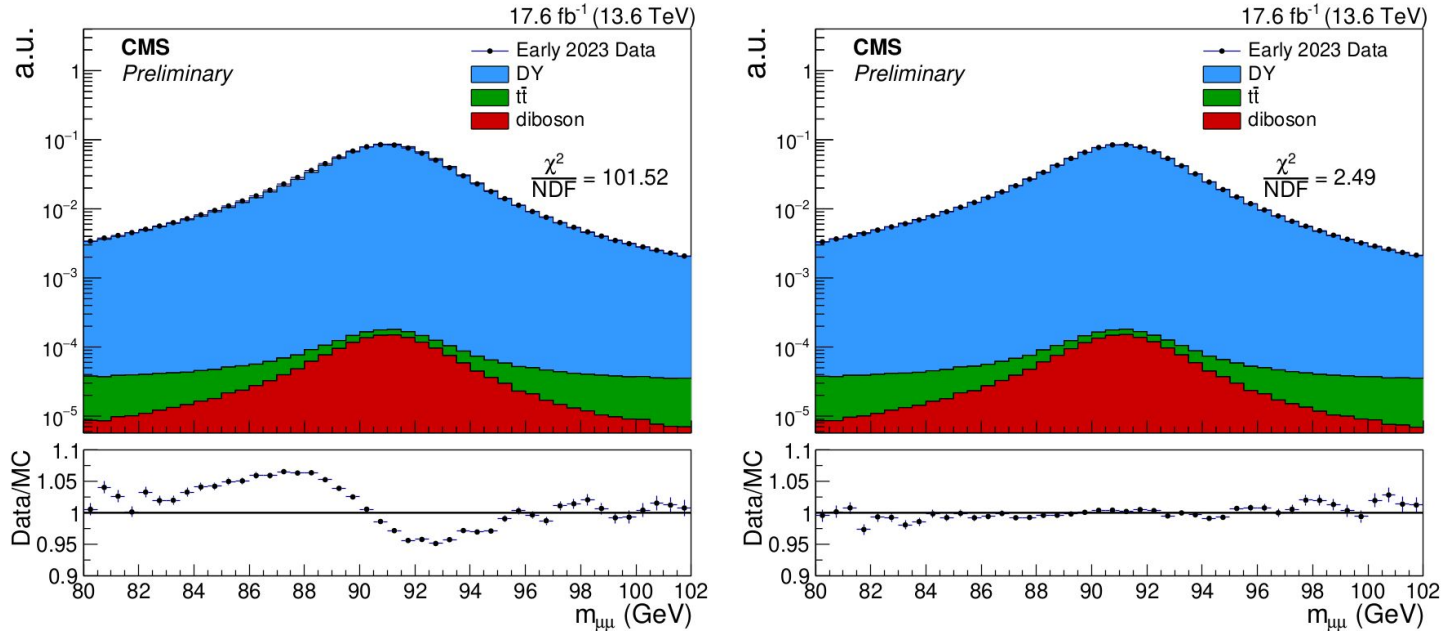 17.6 fb⁻¹ (13.6 TeV)
a.u.
CMS
Preliminary
Early 2023 Data
DY
tt̄
diboson
χ²
NDF = 101.52
1
10⁻¹
10⁻²
10⁻³
10⁻⁴
10⁻⁵
Data/MC
1.1
1.05
1
0.95
0.9
80 82 84 86 88 90 92 94 96 98 100 102
m_μμ (GeV)
17.6 fb⁻¹ (13.6 TeV)
a.u.
CMS
Preliminary
Early 2023 Data
DY
tt̄
diboson
χ²
NDF = 2.49
1
10⁻¹
10⁻²
10⁻³
10⁻⁴
10⁻⁵
Data/MC
1.1
1.05
1
0.95
0.9
80 82 84 86 88 90 92 94 96 98 100 102
m_μμ (GeV)